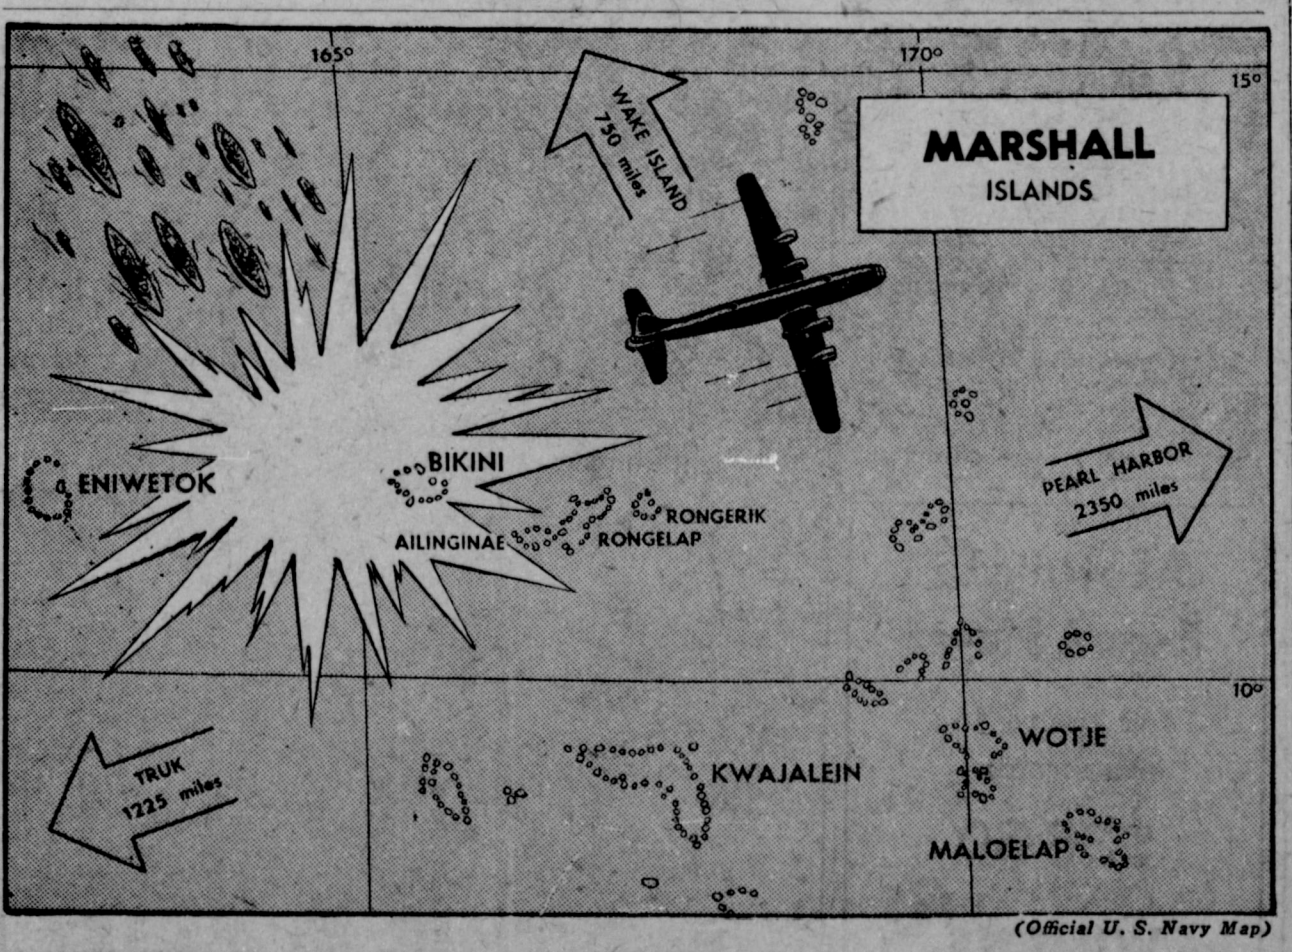 165°
170°
15°
WAKE ISLAND
750 miles
MARSHALL
ISLANDS
BIKINI
ENIWETOK
PEARL HARBOR
2350 miles
RONGERIK
AILINGINAE
RONGELAP
10°
WOTJE
TRUK
1225 miles
KWAJALEIN
MALOELAP
(Official U. S. Navy Map)